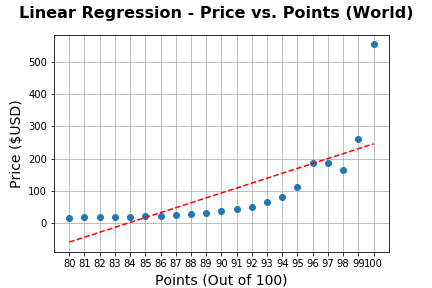 Linear Regression - Price vs. Points (World)
Price ($USD)
500
400
300
200
100
0
80 81 82 83 84 85 86 87 88 89 90 91 92 93 94 95 96 97 98 99 100
Points (Out of 100)